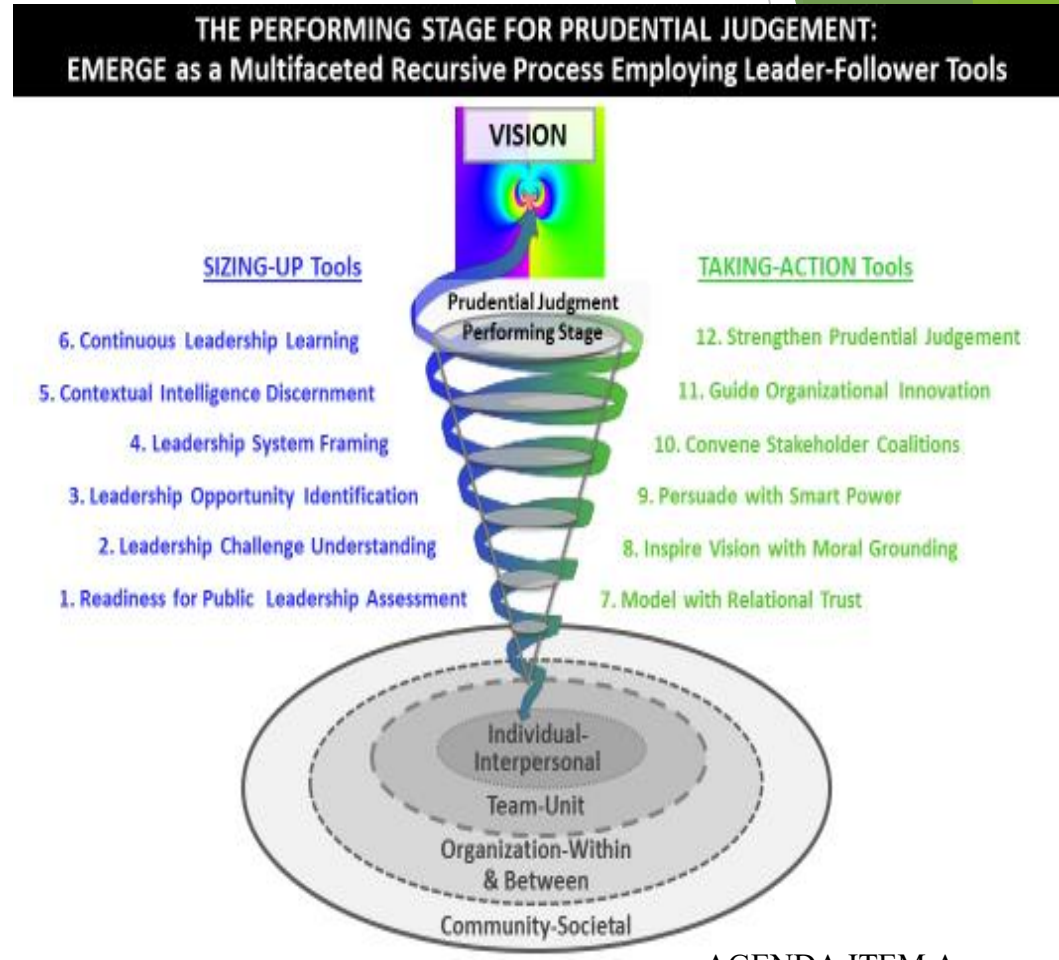 THE PERFORMING STAGE FOR PRUDENTIAL JUDGEMENT:
EMERGE as a Multifaceted Recursive Process Employing Leader-Follower Tools
VISION
SIZING-UP Tools
6. Continuous Leadership Learning
5. Contextual Intelligence Discernment
4. Leadership System Framing
3. Leadership Opportunity Identification
2. Leadership Challenge Understanding
1. Readiness for Public Leadership Assessment
Prudential Judgment
Performing Stage
TAKING-ACTION Tools
12. Strengthen Prudential Judgement
11. Guide Organizational Innovation
10. Convene Stakeholder Coalitions
9. Persuade with Smart Power
8. Inspire Vision with Moral Grounding
7. Model with Relational Trust
Individual-
Interpersonal
Team-Unit
Organization-Within
& Between
Community-Societal